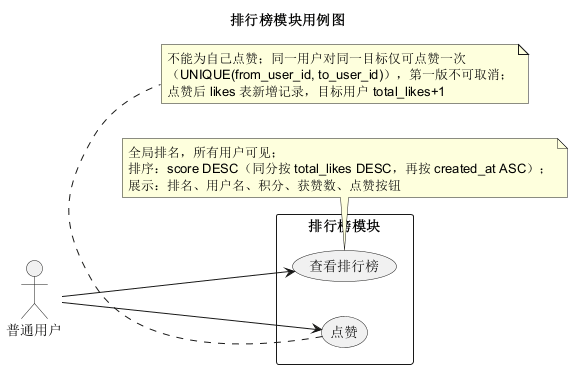 排行榜模块用例图
不能为自己点赞；同一用户对同一目标仅可点赞一次
（UNIQUE(from_user_id, to_user_id)），第一版不可取消；
点赞后 likes 表新增记录，目标用户 total_likes+1
全局排名，所有用户可见；
排序：score DESC（同分按 total_likes DESC，再按 created_at ASC）；
展示：排名、用户名、积分、获赞数、点赞按钮
排行榜模块
查看排行榜
普通用户
点赞